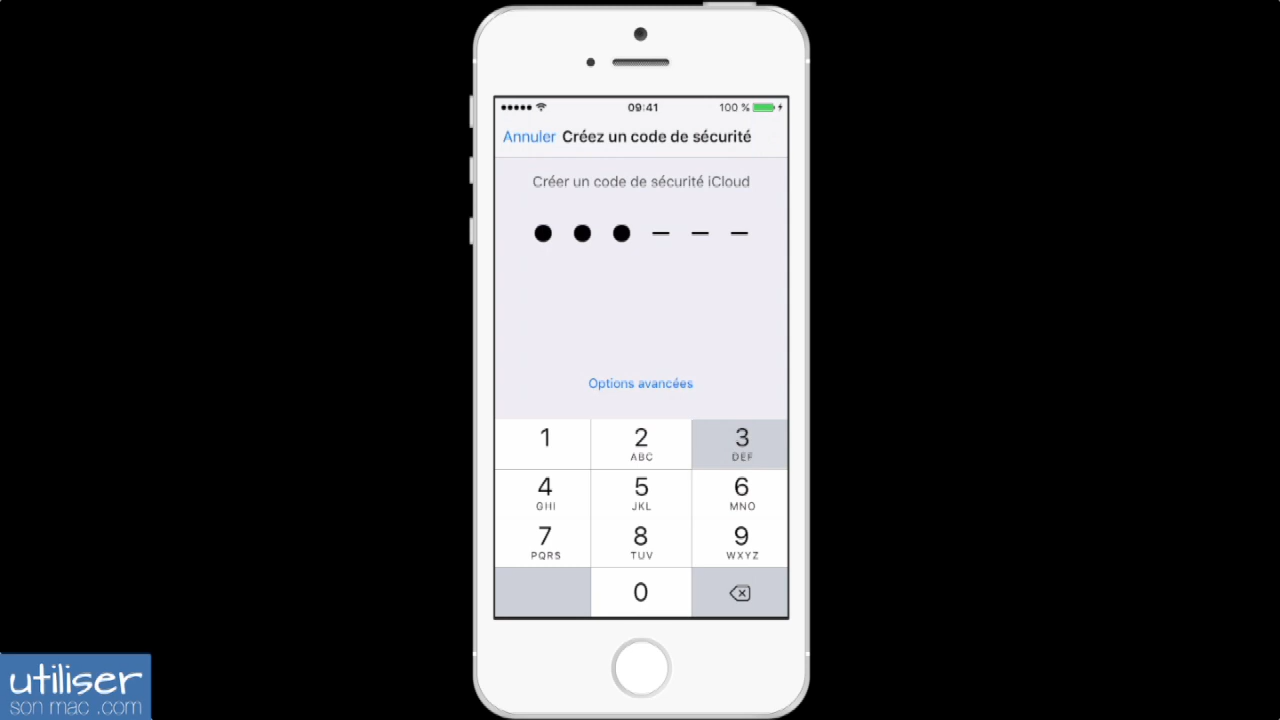 09:41 100 %
Annuler Créez un code de sécurité
Créer un code de sécurité iCloud
Options avancées
1 2 3
ABC DEF
4 5 6
GHI JKL MNO
7 8 9
PQRS TUV WXYZ
0
utiliser
son mac .com